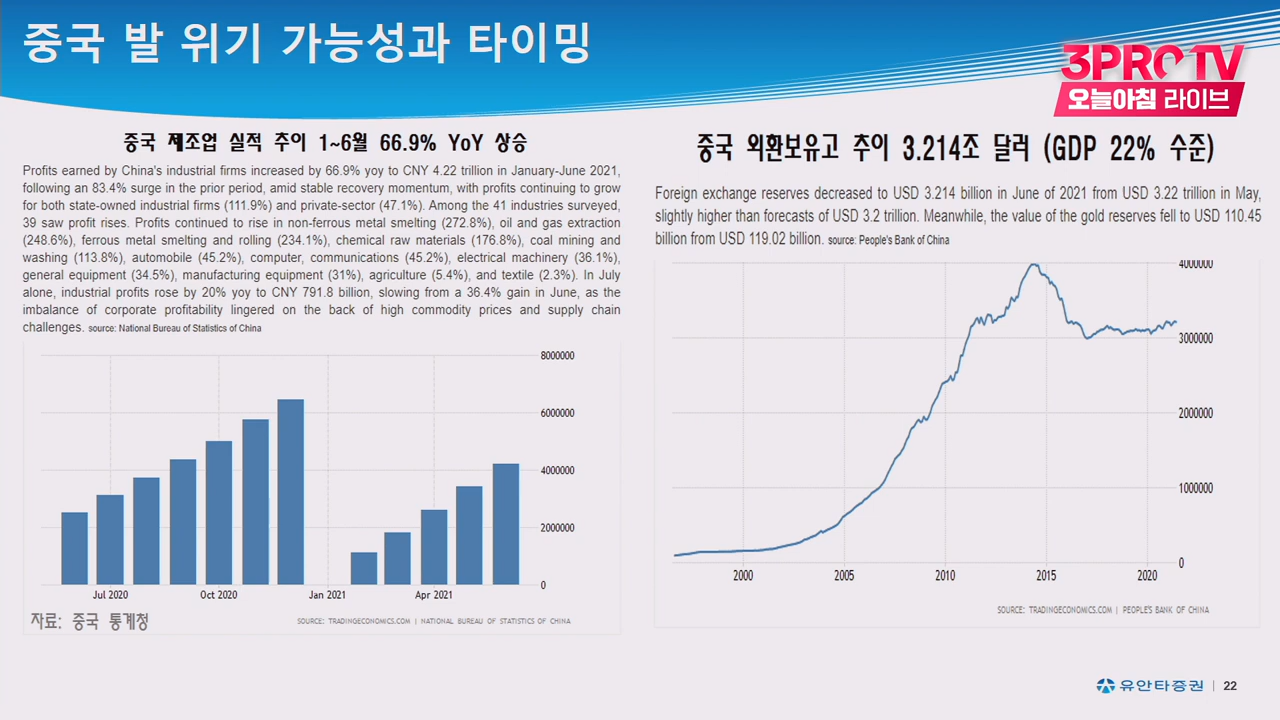 중국 발 위기 가능성과 타이밍
3PROTV
오늘아침 라이브
중국 제조업 실적 추이 1~6월 66.9% YoY 상승
Profits earned by China's industrial firms increased by 66.9% yoy to CNY 4.22 trillion in January-June 2021,
following an 83.4% surge in the prior period, amid stable recovery momentum, with profits continuing to grow
for both state-owned industrial firms (111.9%) and private-sector (47.1%). Among the 41 industries surveyed,
39 saw profit rises. Profits continued to rise in non-ferrous metal smelting (272.8%), oil and gas extraction
(248.6%), ferrous metal smelting and rolling (234.1%), chemical raw materials (176.8%), coal mining and
washing (113.8%), automobile (45.2%), computer, communications (45.2%), electrical machinery (36.1%),
general equipment (34.5%), manufacturing equipment (31%), agriculture (5.4%), and textile (2.3%). In July
alone, industrial profits rose by 20% yoy to CNY 791.8 billion, slowing from a 36.4% gain in June, as the
imbalance of corporate profitability lingered on the back of high commodity prices and supply chain
challenges. source: National Bureau of Statistics of China
8000000
6000000
4000000
2000000
0
Jul 2020 Oct 2020 Jan 2021 Apr 2021
자료: 중국 통계청
SOURCE: TRADINGECONOMICS.COM | NATIONAL BUREAU OF STATISTICS OF CHINA
중국 외환보유고 추이 3.214조 달러 (GDP 22% 수준)
Foreign exchange reserves decreased to USD 3.214 billion in June of 2021 from USD 3.22 trillion in May,
slightly higher than forecasts of USD 3.2 trillion. Meanwhile, the value of the gold reserves fell to USD 110.45
billion from USD 119.02 billion. source: People's Bank of China
4000000
3000000
2000000
1000000
0
2000 2005 2010 2015 2020
SOURCE: TRADINGECONOMICS.COM | PEOPLE'S BANK OF CHINA
유안타증권 | 22